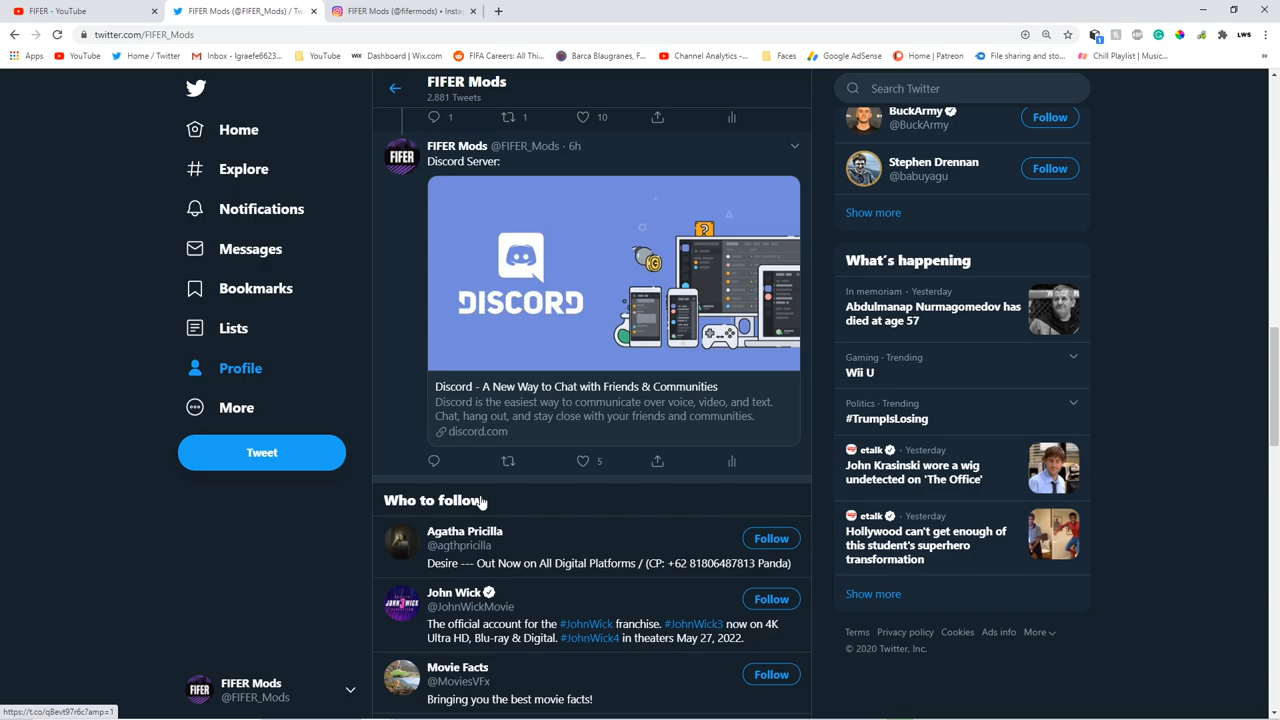 FIFER - YouTube
FIFER Mods (@FIFER_Mods) / Tw
FIFER Mods (@fifermods) • Insta
twitter.com/FIFER_Mods
Apps
YouTube
Home / Twitter
Inbox - lgraefe6623...
YouTube
WIX
Dashboard | Wix.com
FIFA Careers: All Thi...
Barca Blaugranes, F...
Channel Analytics -...
Faces
Google AdSense
Home | Patreon
File sharing and sto...
Chill Playlist | Music...
»
LWS
Home
Explore
Notifications
Messages
Bookmarks
Lists
Profile
More
Tweet
FIFER
FIFER Mods
@FIFER_Mods
https://t.co/qBevt97r6c?amp=1
FIFER Mods
2,881 Tweets
1
1
10
FIFER
FIFER Mods @FIFER_Mods · 6h
Discord Server:
DISCORD
Discord - A New Way to Chat with Friends & Communities
Discord is the easiest way to communicate over voice, video, and text.
Chat, hang out, and stay close with your friends and communities.
discord.com
5
Who to follow
Agatha Pricilla
@agthpricilla
Follow
Desire --- Out Now on All Digital Platforms / (CP: +62 81806487813 Panda)
JOHN WICK
John Wick
@JohnWickMovie
Follow
The official account for the #JohnWick franchise. #JohnWick3 now on 4K
Ultra HD, Blu-ray & Digital. #JohnWick4 in theaters May 27, 2022.
Movie Facts
@MoviesVFx
Follow
Bringing you the best movie facts!
Search Twitter
BuckArmy
@BuckArmy
Follow
Stephen Drennan
@babuyagu
Follow
Show more
What's happening
In memoriam · Yesterday
Abdulmanap Nurmagomedov has
died at age 57
Gaming · Trending
Wii U
Politics · Trending
#TrumpIsLosing
etalk · Yesterday
John Krasinski wore a wig
undetected on 'The Office'
etalk · Yesterday
Hollywood can't get enough of
this student's superhero
transformation
Show more
Terms Privacy policy Cookies Ads info More
© 2020 Twitter, Inc.